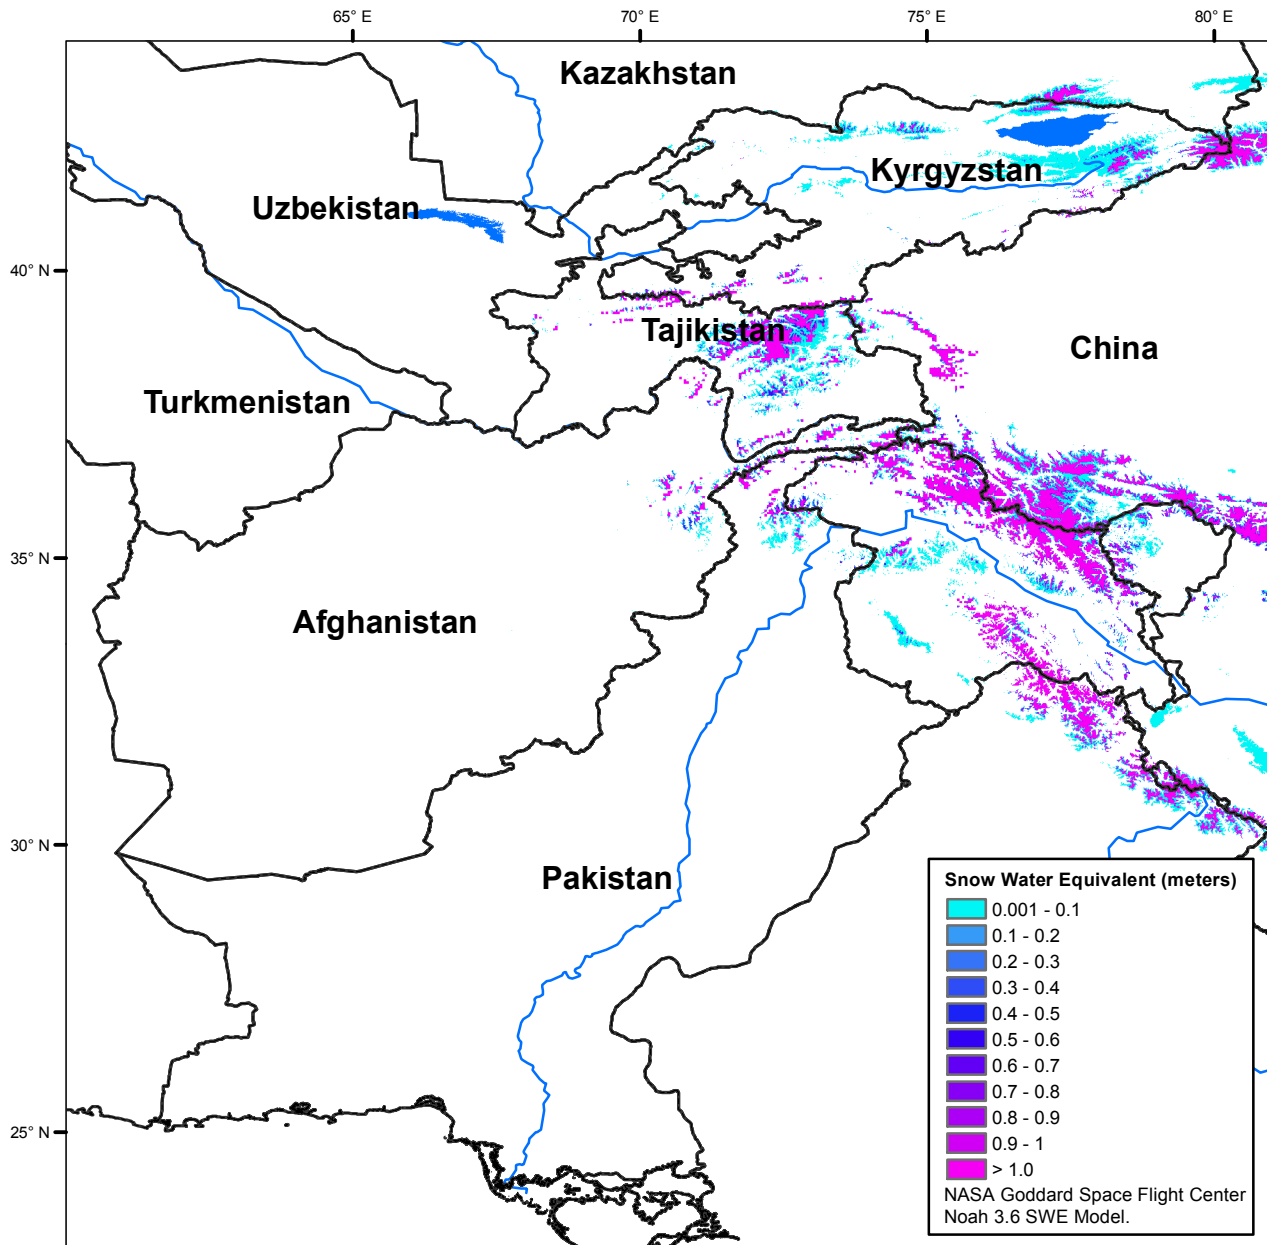 65° E
70° E
75° E
80° E
Kazakhstan
Kyrgyzstan
Uzbekistan
40° N
Tajikistan
China
Turkmenistan
35° N
Afghanistan
30° N
Pakistan
25° N
Snow Water Equivalent (meters)
0.001 - 0.1
0.1 - 0.2
0.2 - 0.3
0.3 - 0.4
0.4 - 0.5
0.5 - 0.6
0.6 - 0.7
0.7 - 0.8
0.8 - 0.9
0.9 - 1
> 1.0
NASA Goddard Space Flight Center
Noah 3.6 SWE Model.